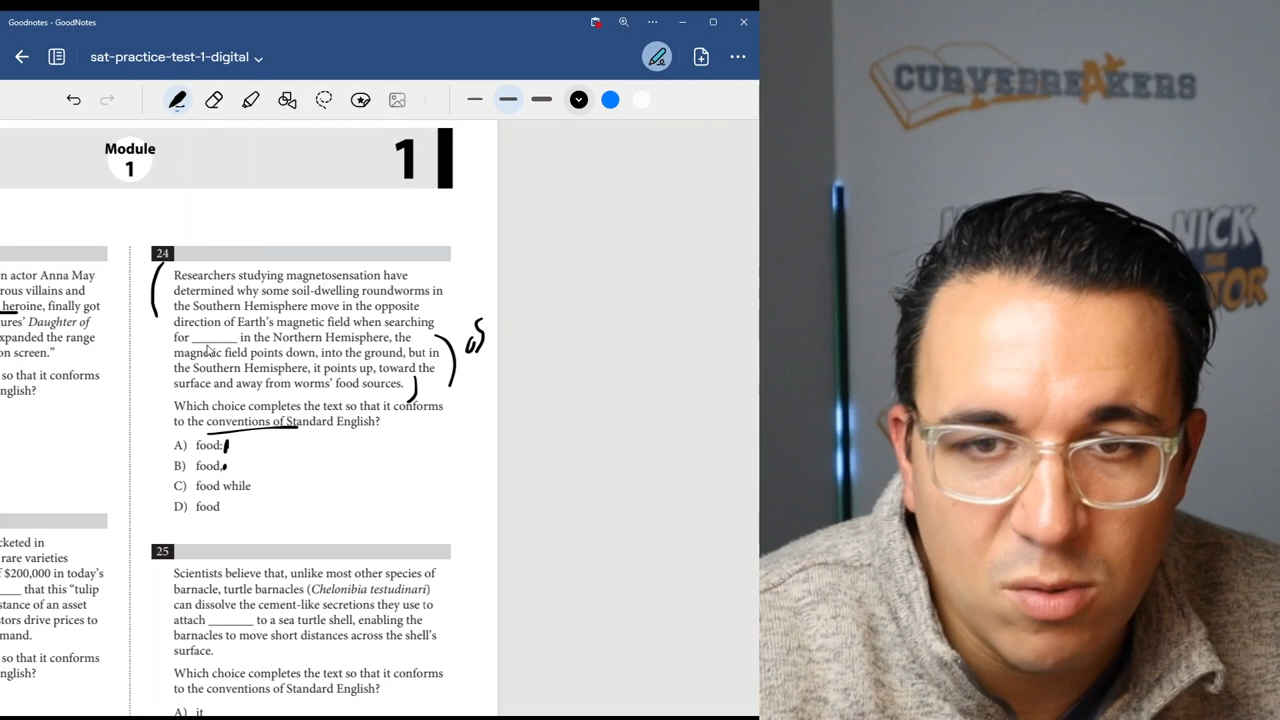 Goodnotes - GoodNotes
sat-practice-test-1-digital
Module
1
1
en actor Anna May
rous villains and
heroine, finally got
ures' Daughter of
xpanded the range
on screen."
so that it conforms
nglish?
cketed in
rare varieties
f $200,000 in today's
_____ that this "tulip
stance of an asset
stors drive prices to
mand.
so that it conforms
nglish?
24
Researchers studying magnetosensation have
determined why some soil-dwelling roundworms in
the Southern Hemisphere move in the opposite
direction of Earth's magnetic field when searching
for _______ in the Northern Hemisphere, the
magnetic field points down, into the ground, but in
the Southern Hemisphere, it points up, toward the
surface and away from worms' food sources.
Which choice completes the text so that it conforms
to the conventions of Standard English?
A) food:
B) food,
C) food while
D) food
25
Scientists believe that, unlike most other species of
barnacle, turtle barnacles (Chelonibia testudinari)
can dissolve the cement-like secretions they use to
attach _______ to a sea turtle shell, enabling the
barnacles to move short distances across the shell's
surface.
Which choice completes the text so that it conforms
to the conventions of Standard English?
A) it
CURVEBREAKERS
NICK
THE